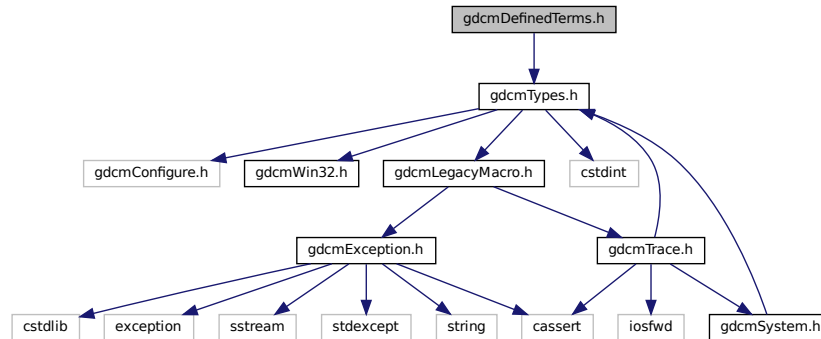 gdcmDefinedTerms.h
gdcmTypes.h
gdcmConfigure.h
gdcmWin32.h
gdcmLegacyMacro.h
cstdint
gdcmException.h
gdcmTrace.h
cstdlib
exception
sstream
stdexcept
string
cassert
iosfwd
gdcmSystem.h